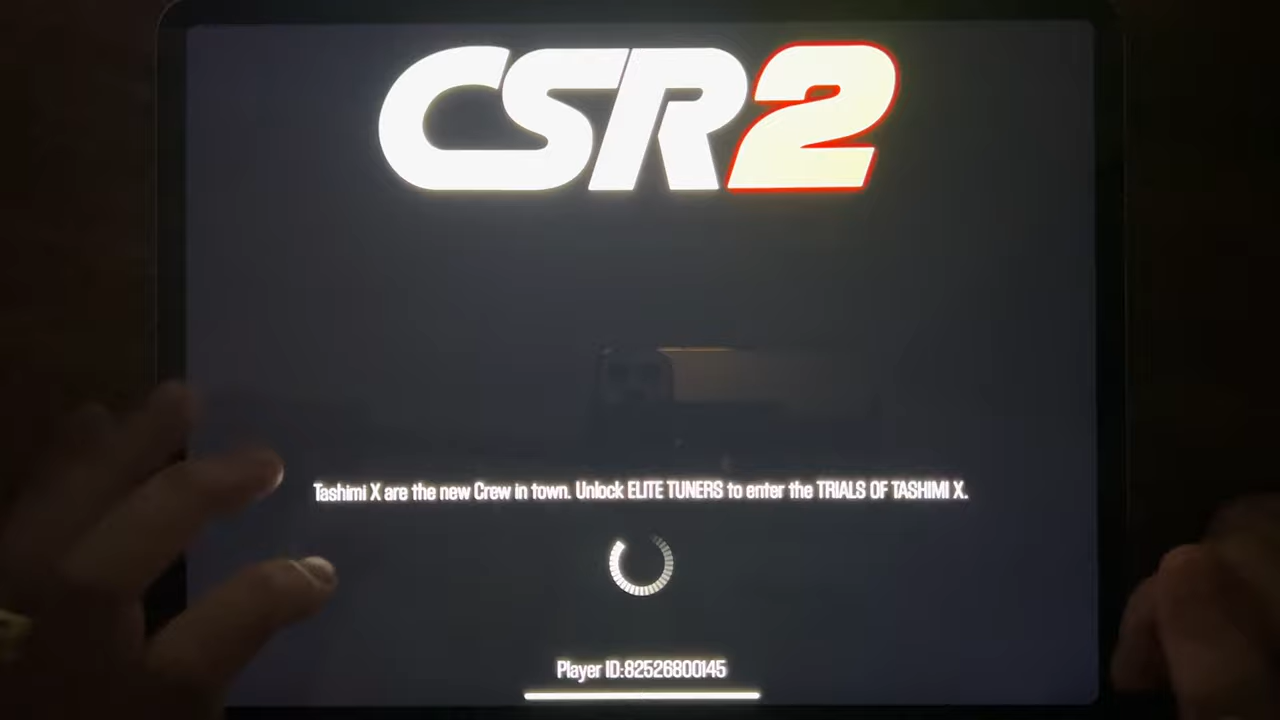 CSR2
Tashimi X are the new Crew in town. Unlock ELITE TUNERS to enter the TRIALS OF TASHIMI X.
Player ID:82526800145